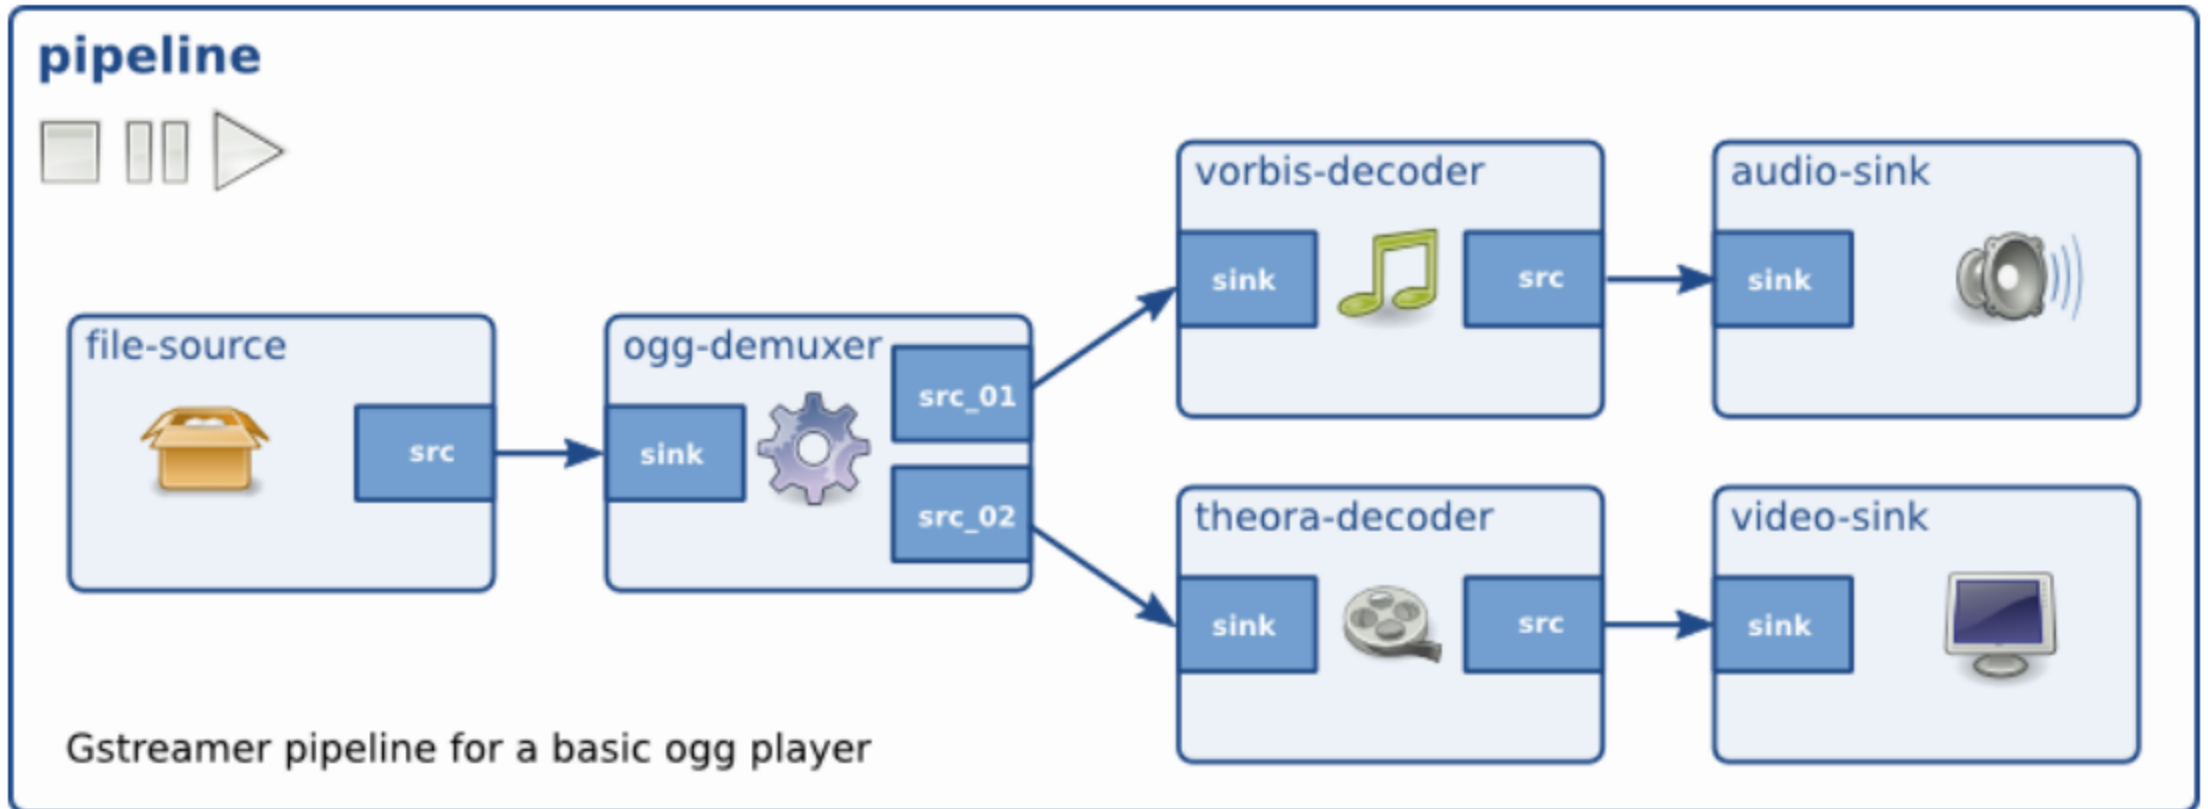 pipeline
file-source
src
ogg-demuxer
sink
src_01
src_02
vorbis-decoder
sink
src
audio-sink
sink
theora-decoder
sink
src
video-sink
sink
Gstreamer pipeline for a basic ogg player